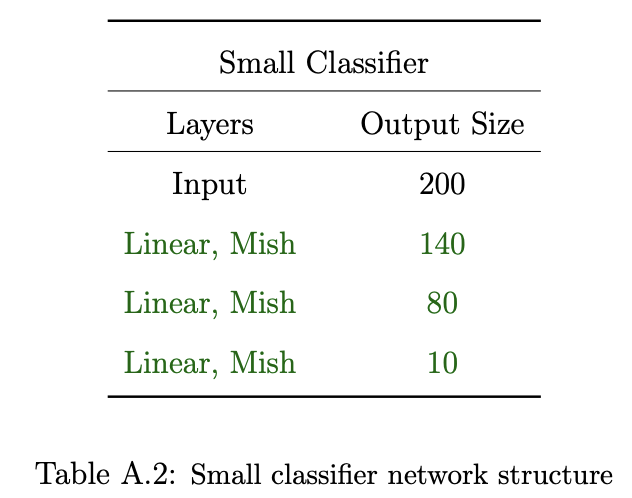 Small Classifier
Layers Output Size
Input 200
Linear, Mish 140
Linear, Mish 80
Linear, Mish 10
Table A.2: Small classifier network structure